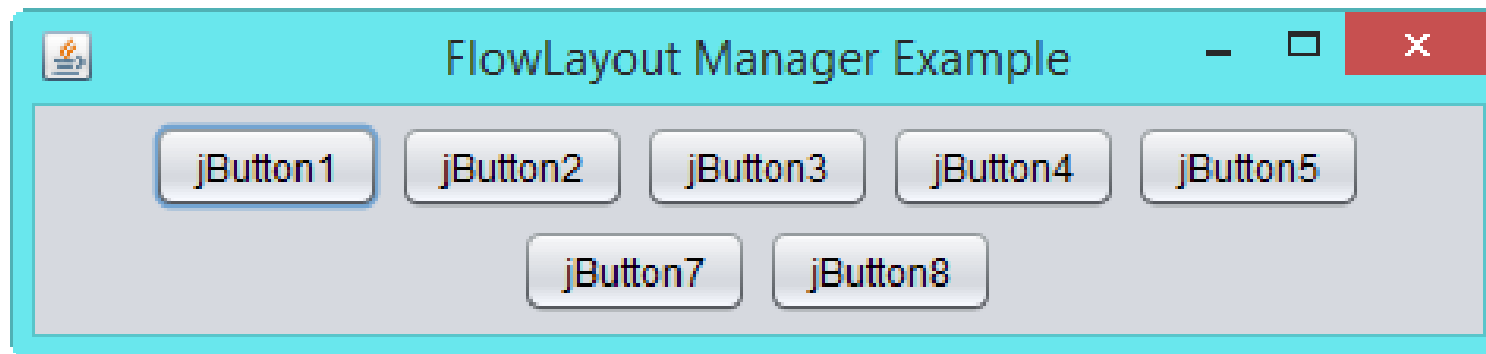 FlowLayout Manager Example
jButton1 jButton2 jButton3 jButton4 jButton5
jButton7 jButton8